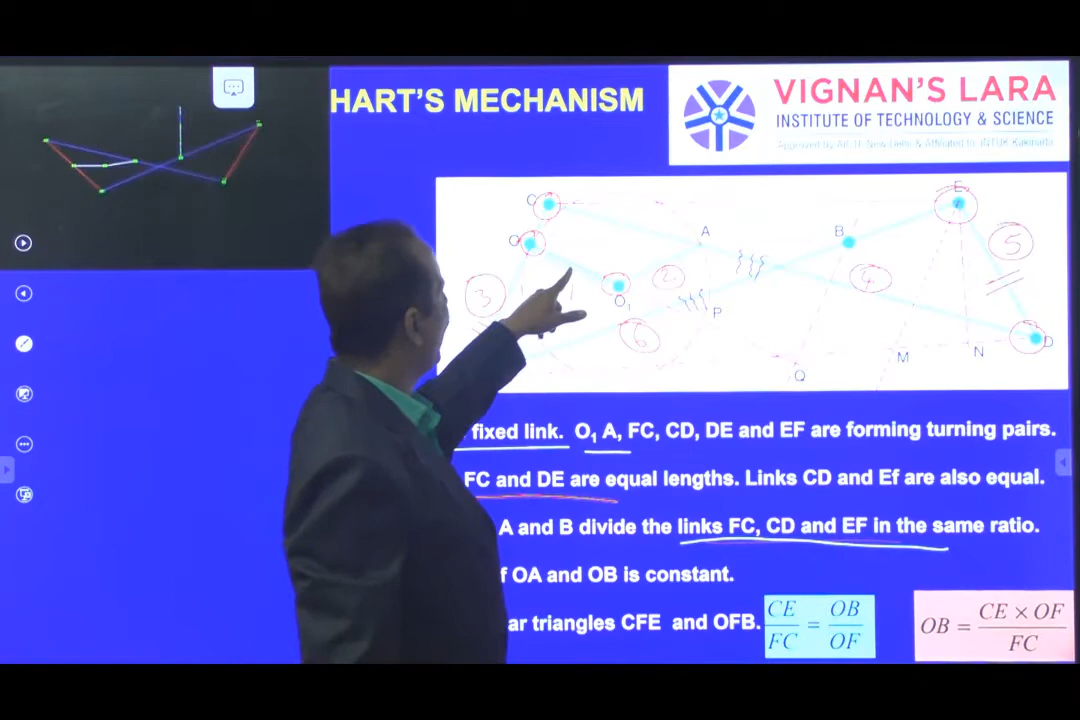 HART'S MECHANISM
VIGNAN'S LARA
INSTITUTE OF TECHNOLOGY & SCIENCE
C
O
O1
A
P
B
E
Q
M
N
D
3
2
6
4
5
fixed link. O1 A, FC, CD, DE and EF are forming turning pairs.
FC and DE are equal lengths. Links CD and Ef are also equal.
A and B divide the links FC, CD and EF in the same ratio.
f OA and OB is constant.
ar triangles CFE and OFB.
CE/FC = OB/OF
OB = CE × OF/FC